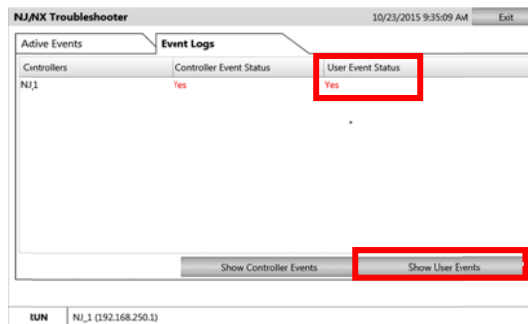 NJ/NX Troubleshooter 10/23/2015 9:35:09 AM Exit
Active Events Event Logs
Controllers Controller Event Status User Event Status
NJ_1 Yes Yes
Show Controller Events Show User Events
RUN NJ_1 (192.168.250.1)